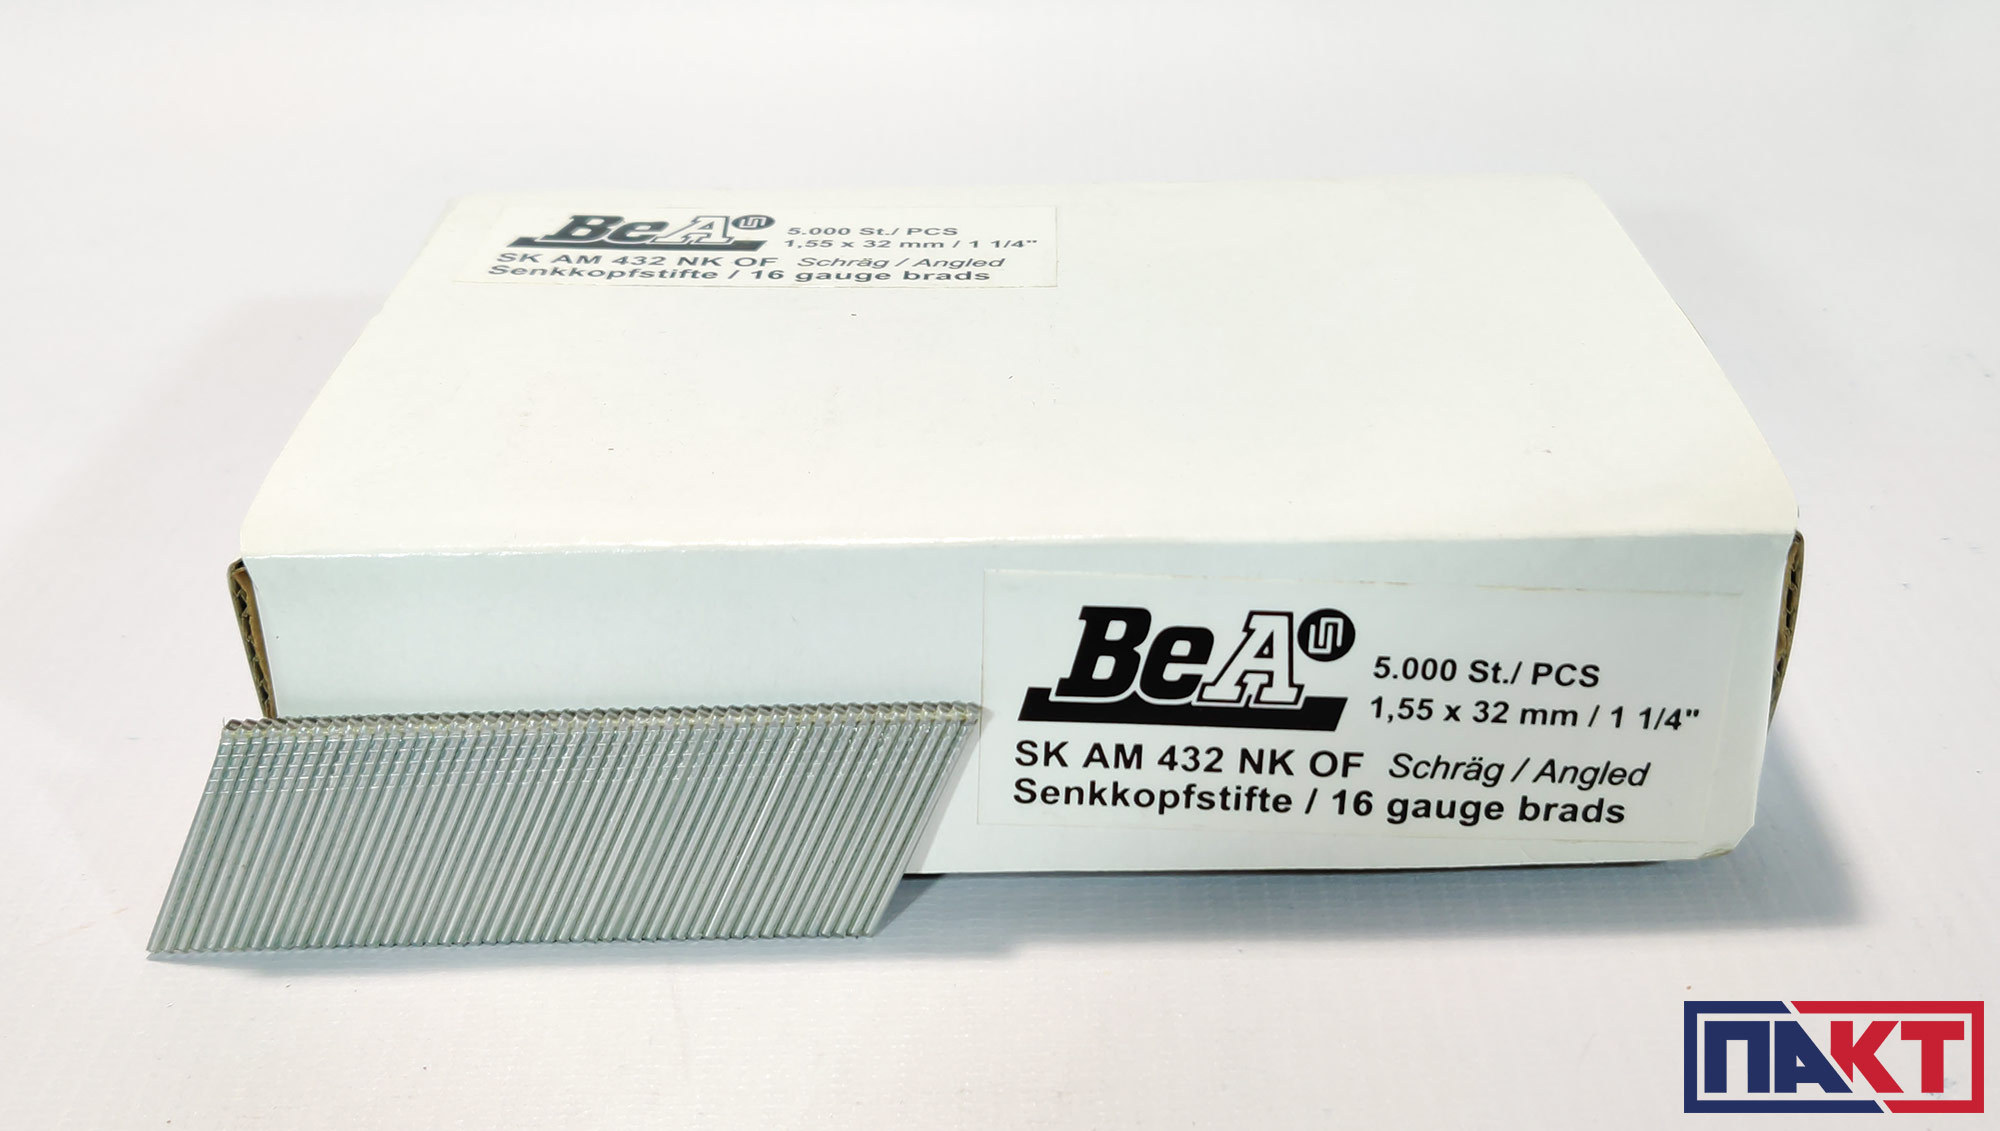 BeA
5.000 St./ PCS
1,55 x 32 mm / 1 1/4"
SK AM 432 NK OF Schräg / Angled
Senkkopfstifte / 16 gauge brads
BeA
5.000 St./ PCS
1,55 x 32 mm / 1 1/4"
SK AM 432 NK OF Schräg / Angled
Senkkopfstifte / 16 gauge brads
ПАКТ